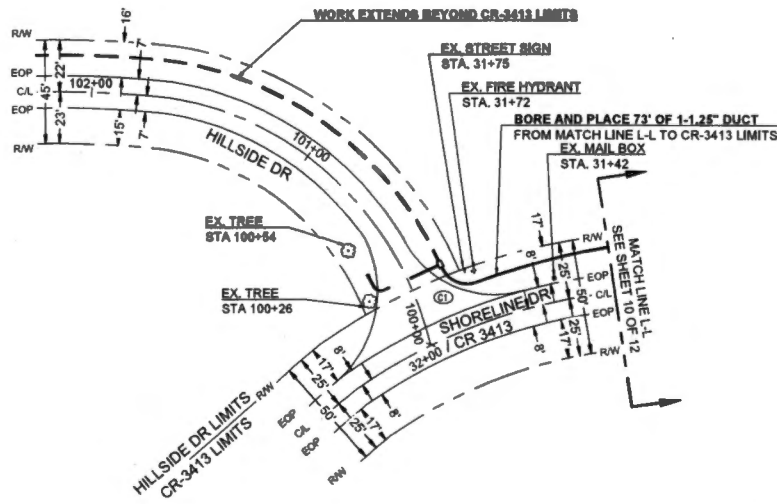 WORK EXTENDS BEYOND CR-3413 LIMITS
R/W
16'
7'
EOP
22'
45'
102+00
C/L
EOP
23'
15'
7'
R/W
HILLSIDE DR
101+00
EX. STREET SIGN
STA. 31+75
EX. FIRE HYDRANT
STA. 31+72
BORE AND PLACE 73' OF 1-1.25" DUCT
FROM MATCH LINE L-L TO CR-3413 LIMITS
EX. MAIL BOX
STA. 31+42
EX. TREE
STA 100+54
EX. TREE
STA 100+26
17'
R/W
8'
25'
EOP
50'
C/L
EOP
25'
17'
8'
R/W
MATCH LINE L-L
SEE SHEET 10 OF 12
C1
100+00
SHORELINE DR
32+00 / CR 3413
8'
17'
25'
50'
8'
25'
17'
R/W
EOP
C/L
EOP
R/W
HILLSIDE DR LIMITS
CR-3413 LIMITS